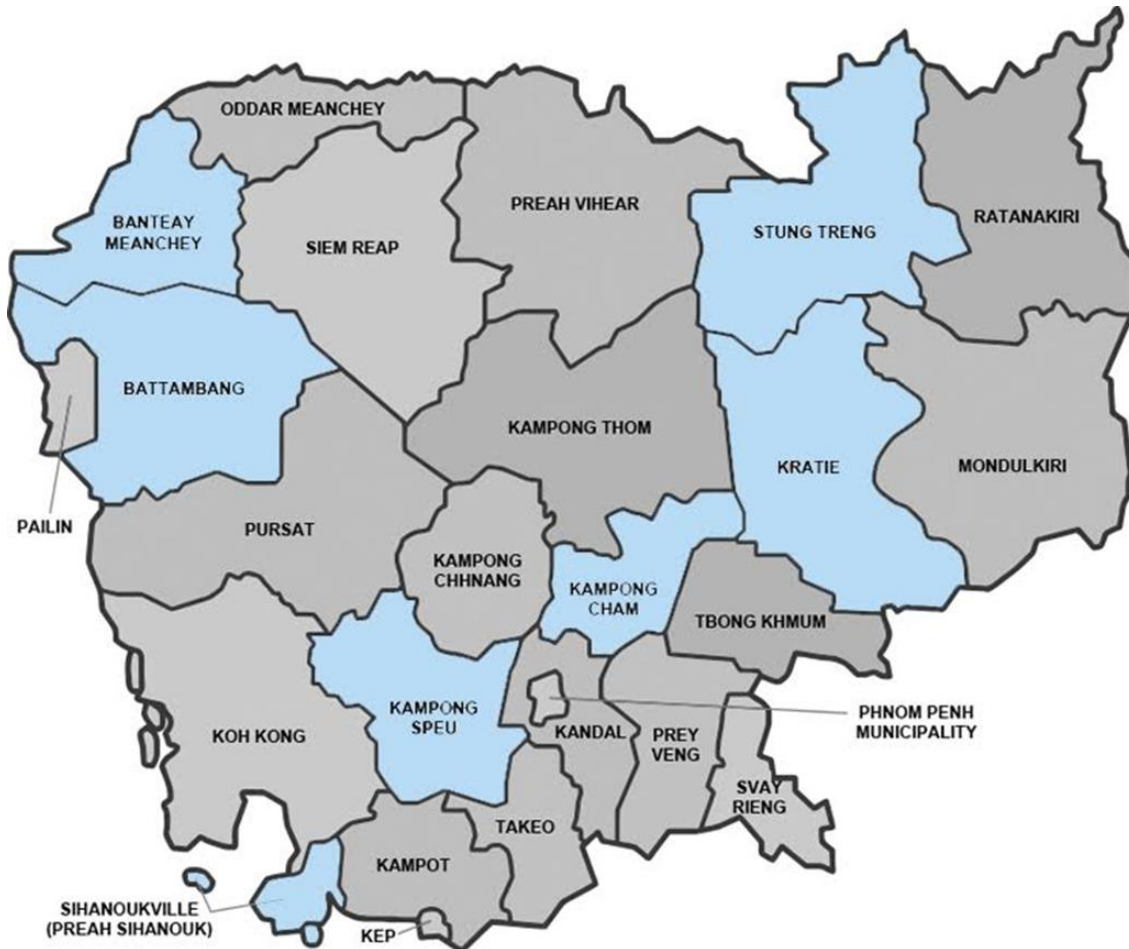 ODDAR MEANCHEY
BANTEAY
MEANCHEY
SIEM REAP
PREAH VIHEAR
STUNG TRENG
RATANAKIRI
BATTAMBANG
PAILIN
KAMPONG THOM
KRATIE
MONDULKIRI
PURSAT
KAMPONG
CHHNANG
KAMPONG
CHAM
TBONG KHMUM
KOH KONG
KAMPONG
SPEU
KANDAL
PREY
VENG
PHNOM PENH
MUNICIPALITY
SVAY
RIENG
TAKEO
KAMPOT
SIHANOUKVILLE
(PREAH SIHANOUK)
KEP